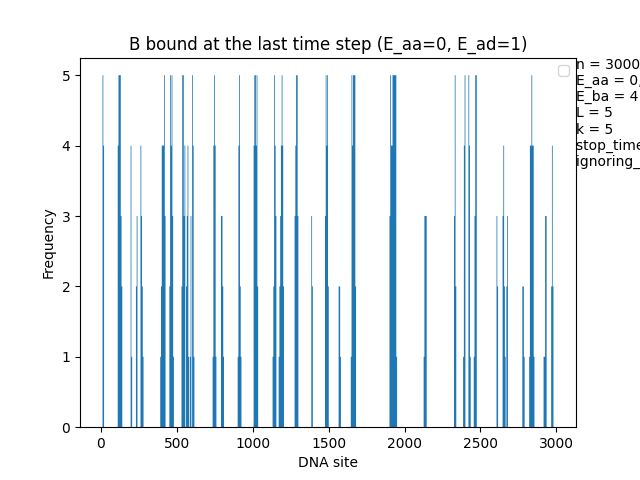 B bound at the last time step (E_aa=0, E_ad=1)
n = 3000
E_aa = 0,
E_ba = 4
L = 5
k = 5
stop_time
ignoring_
Frequency
5
4
3
2
1
0
0 500 1000 1500 2000 2500 3000
DNA site